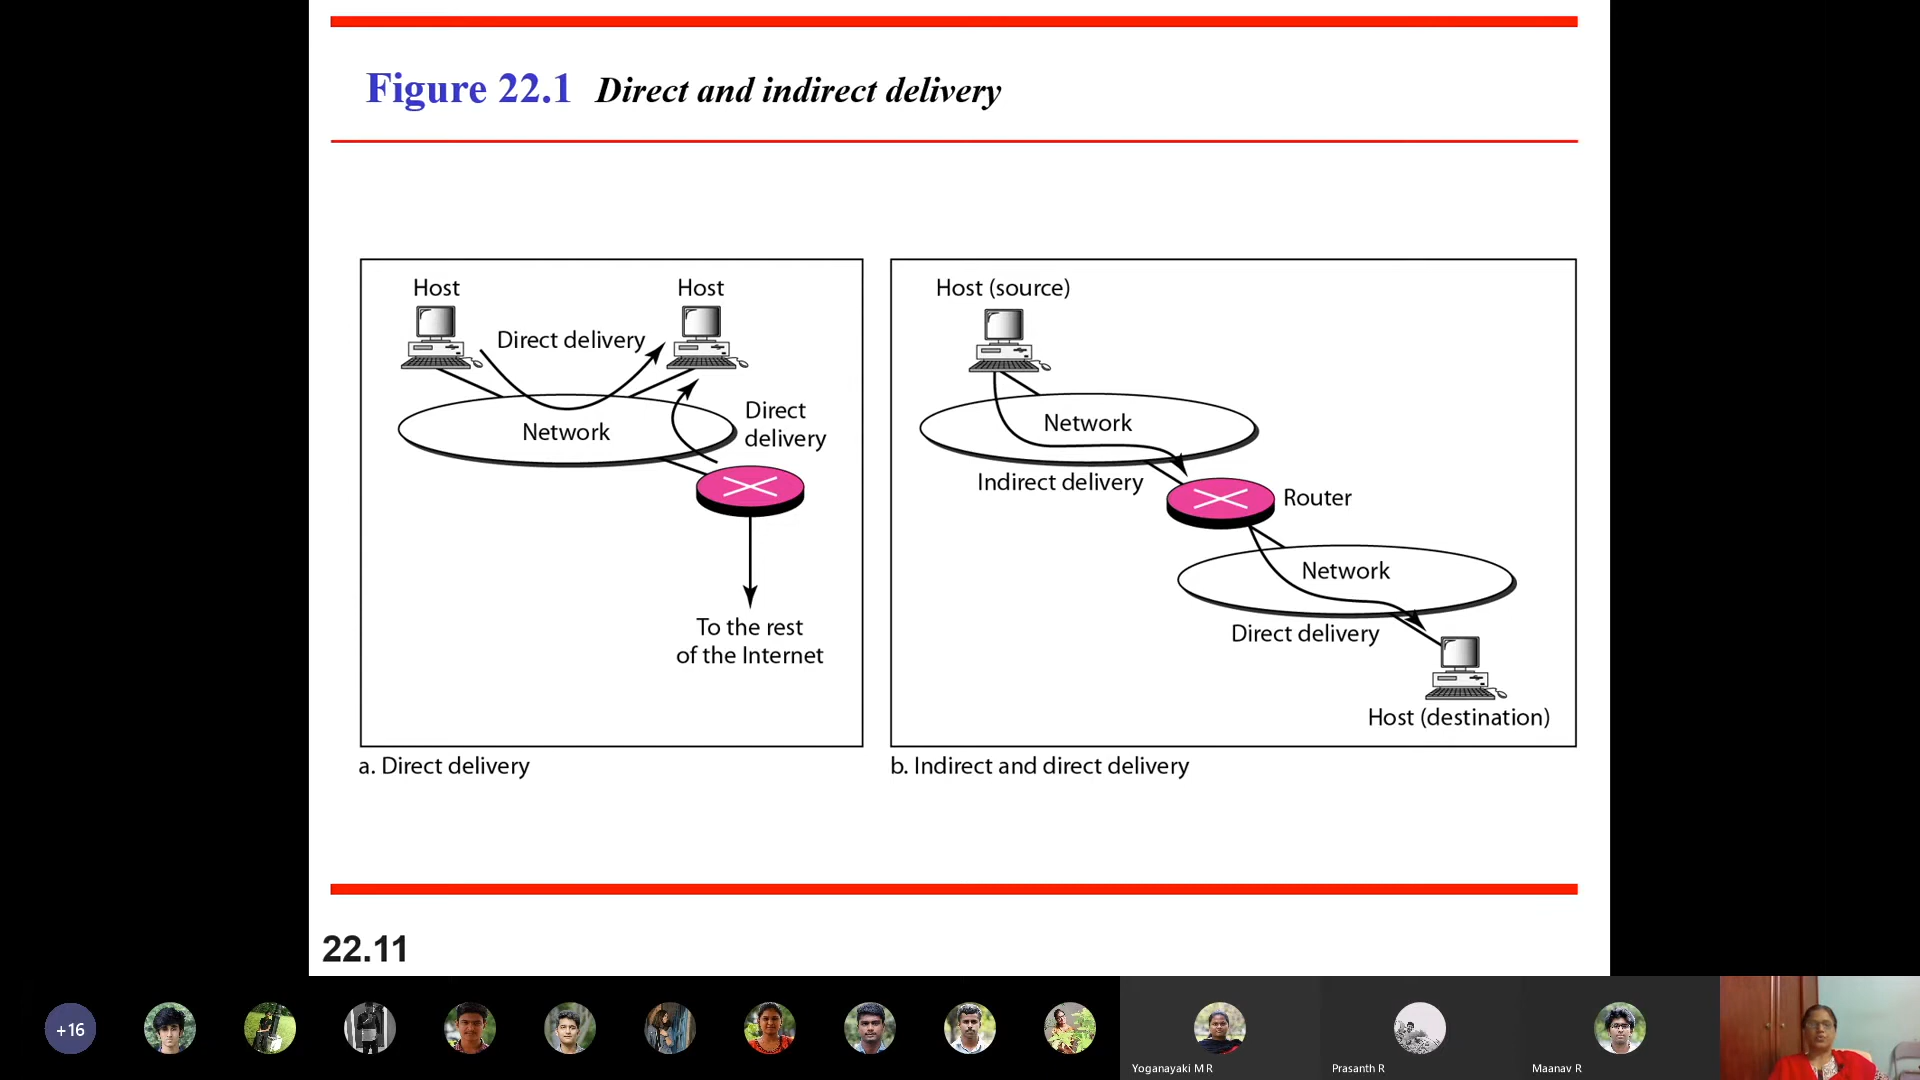 Figure 22.1 Direct and indirect delivery
Host
Host
Direct delivery
Network
Direct
delivery
To the rest
of the Internet
a. Direct delivery
Host (source)
Network
Indirect delivery
Router
Network
Direct delivery
Host (destination)
b. Indirect and direct delivery
22.11
+16
Yoganayaki M R
Prasanth R
Maanav R